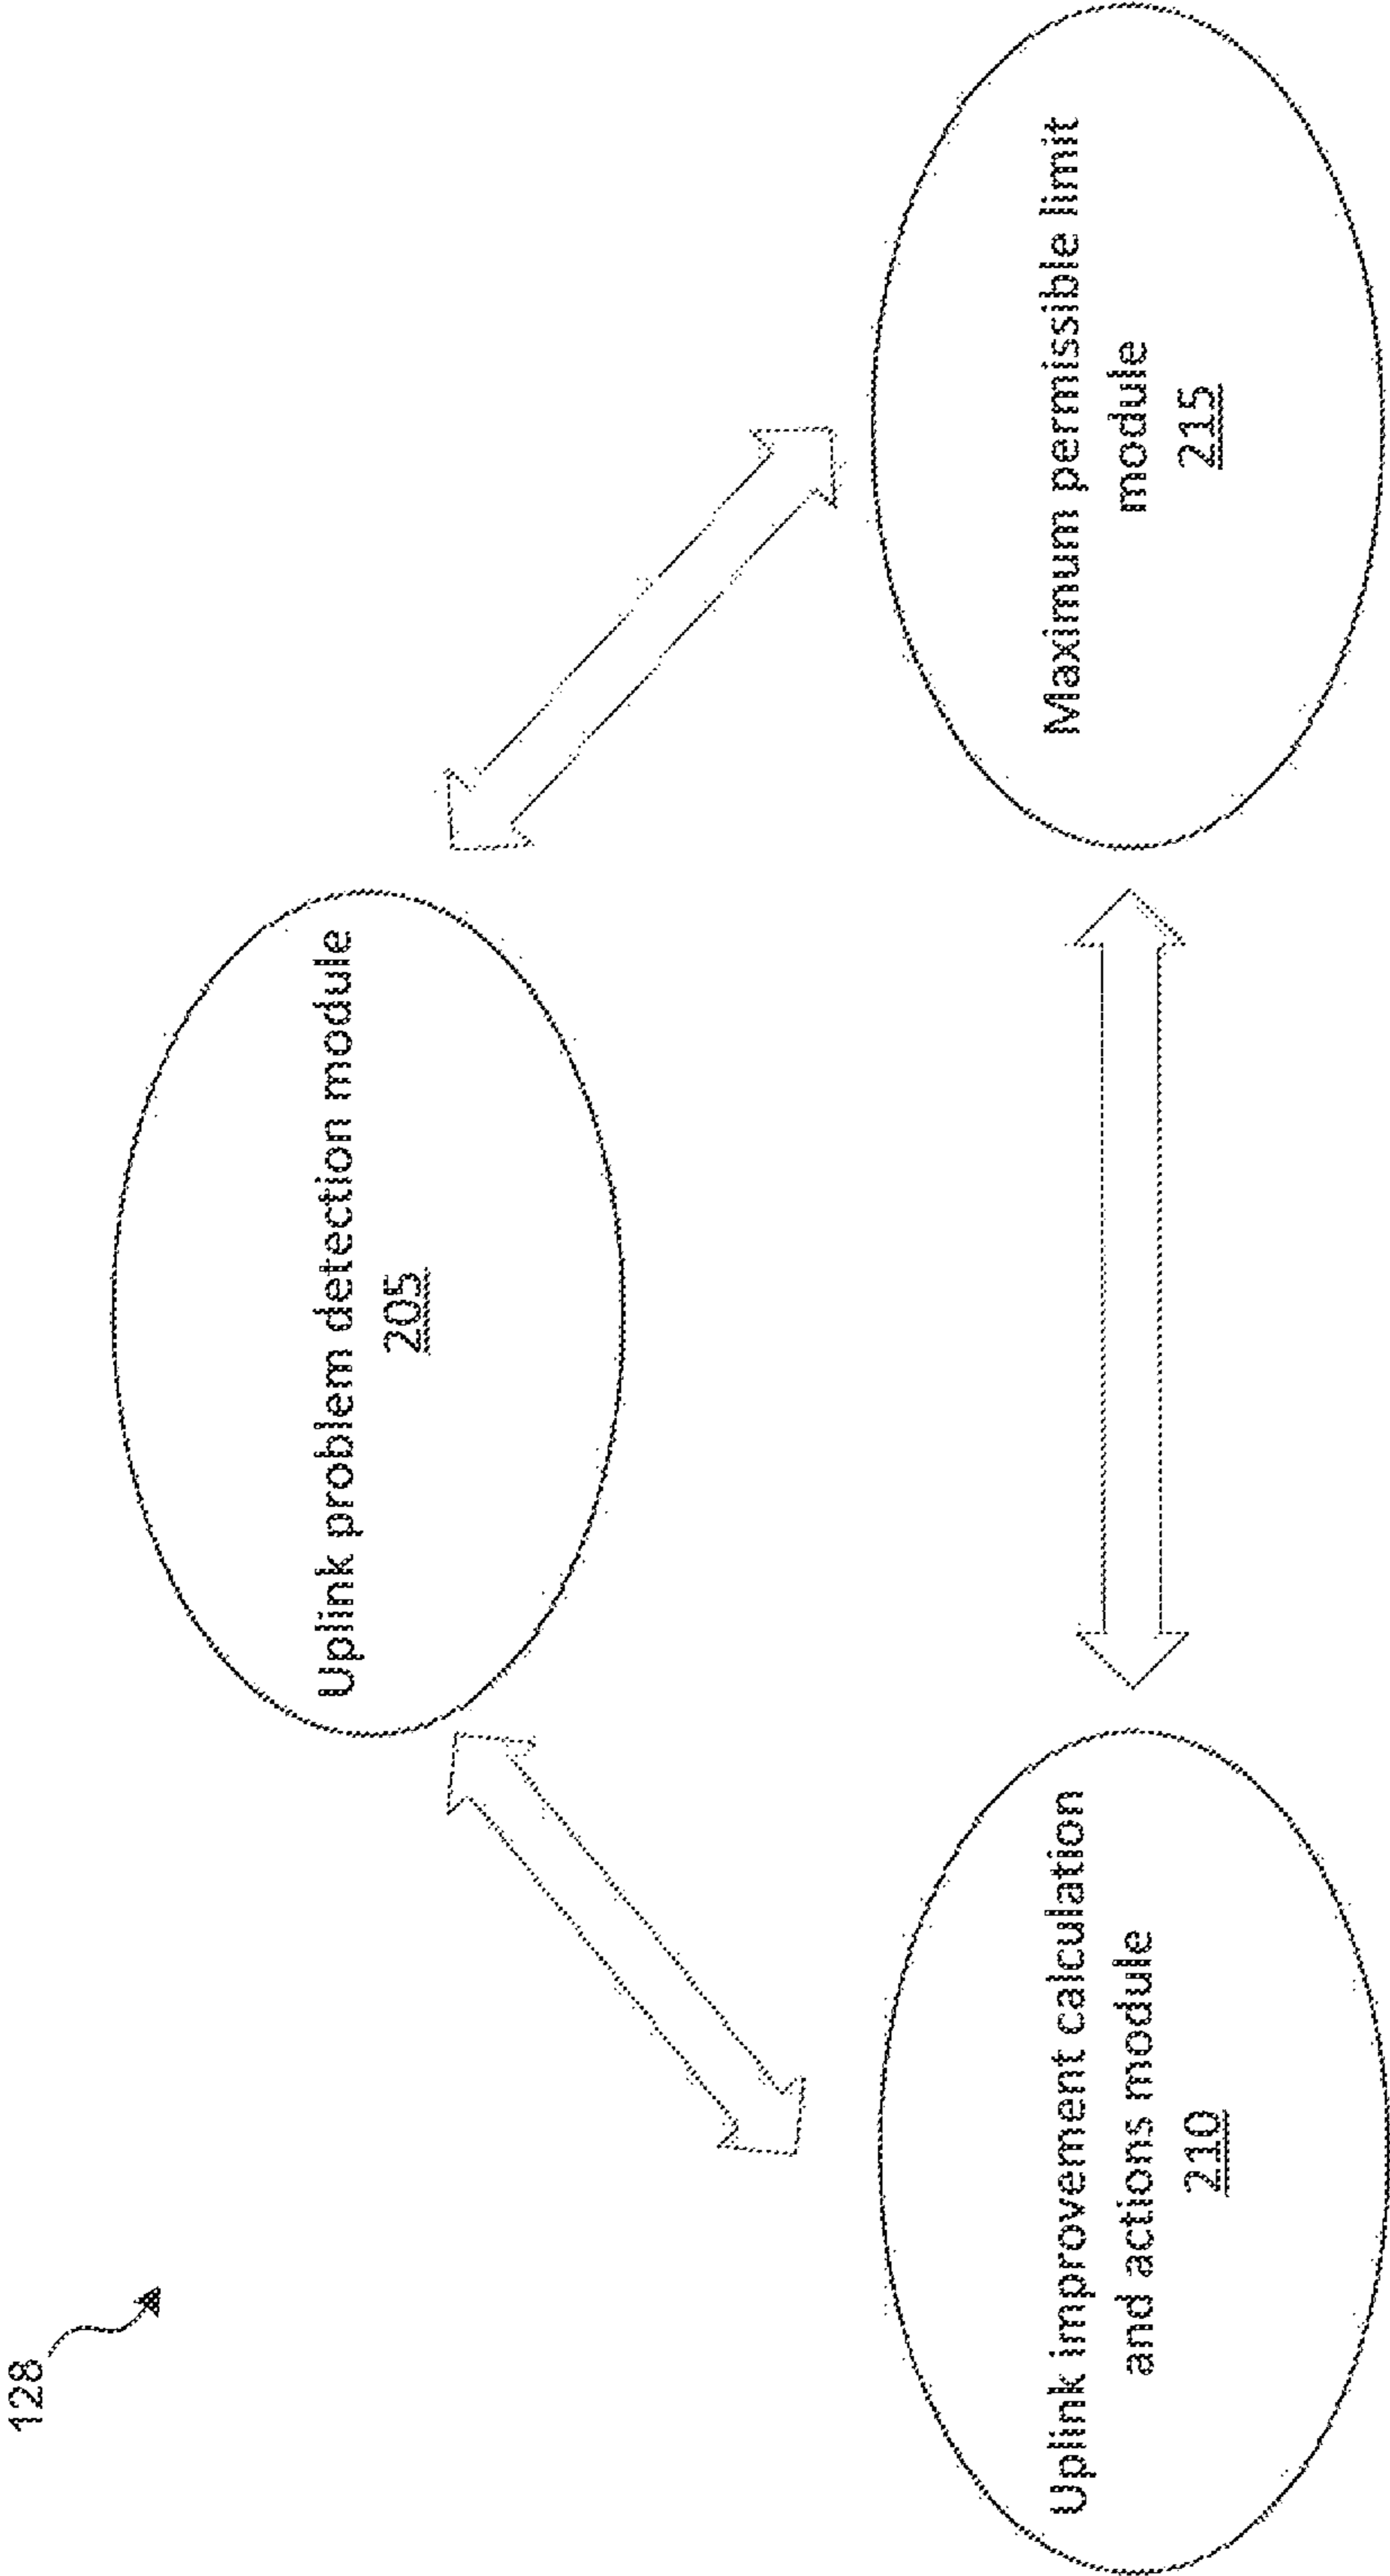 128
Uplink problem detection module
205
Uplink improvement calculation
and actions module
210
Maximum permissible limit
module
215